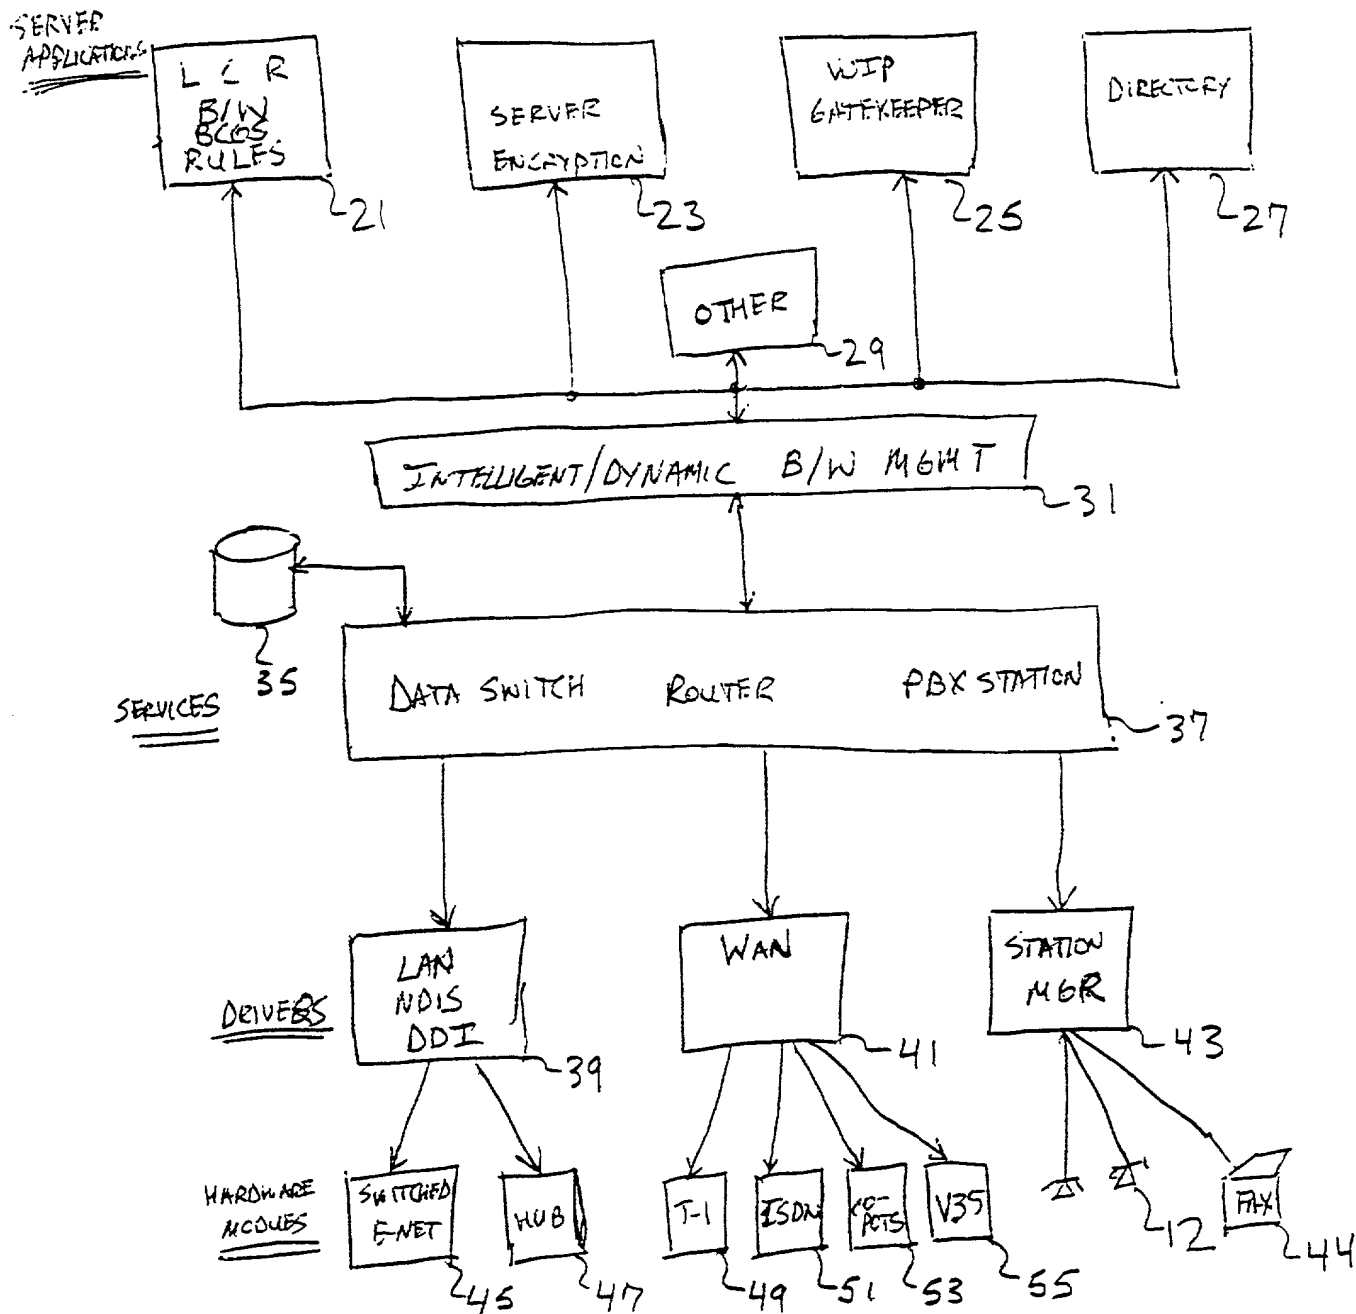 SERVER
APPLICATIONS
L C R
B/W
BCOS
RULES
21
SERVER
ENCRYPTION
23
VOIP
GATEKEEPER
25
DIRECTORY
27
OTHER
29
INTELLIGENT/DYNAMIC B/W MGMT
31
35
SERVICES
DATA SWITCH ROUTER PBX STATION
37
DRIVERS
LAN
NDIS
DDI
39
WAN
41
STATION
MGR
43
HARDWARE
MODULES
SWITCHED
E-NET
45
HUB
47
T-1
49
ISDN
51
CO-
POTS
53
V35
55
12
FAX
44